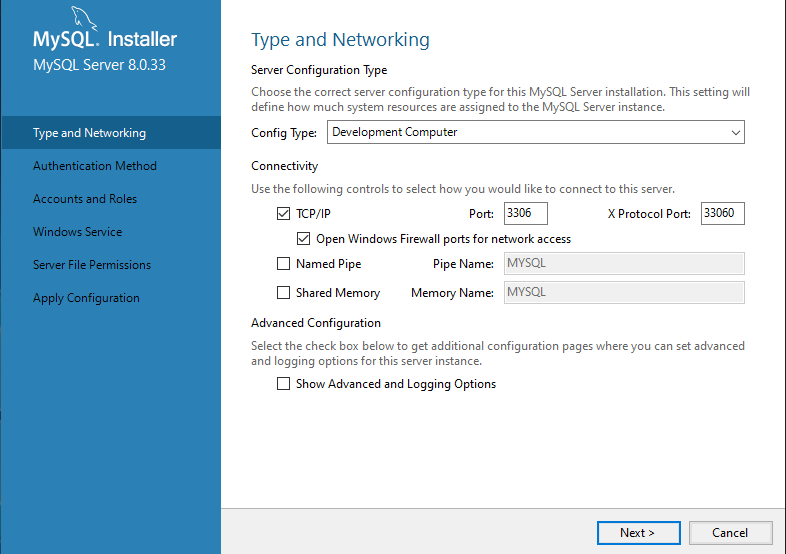 MySQL. Installer
MySQL Server 8.0.33
Type and Networking
Authentication Method
Accounts and Roles
Windows Service
Server File Permissions
Apply Configuration
Type and Networking
Server Configuration Type
Choose the correct server configuration type for this MySQL Server installation. This setting will
define how much system resources are assigned to the MySQL Server instance.
Config Type: Development Computer
Connectivity
Use the following controls to select how you would like to connect to this server.
TCP/IP Port: 3306 X Protocol Port: 33060
Open Windows Firewall ports for network access
Named Pipe Pipe Name: MYSQL
Shared Memory Memory Name: MYSQL
Advanced Configuration
Select the check box below to get additional configuration pages where you can set advanced
and logging options for this server instance.
Show Advanced and Logging Options
Next > Cancel